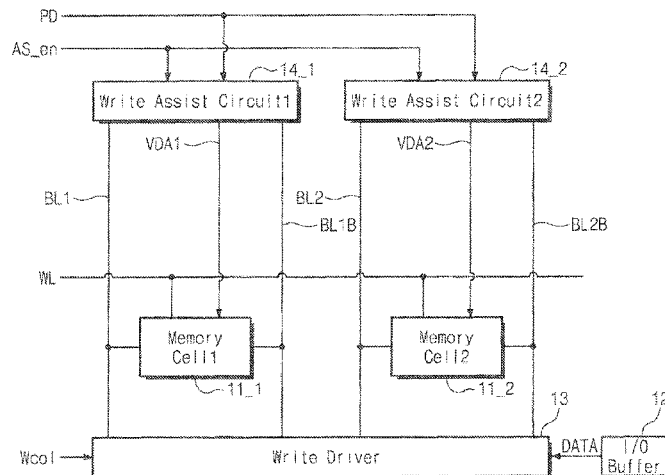 PD
AS_en
14_1
14_2
Write Assist Circuit1
Write Assist Circuit2
VDA1
VDA2
BL1
BL2
BL1B
BL2B
WL
Memory
Cell1
Memory
Cell2
11_1
11_2
13
12
Wcol
Write Driver
DATA
I/O
Buffer